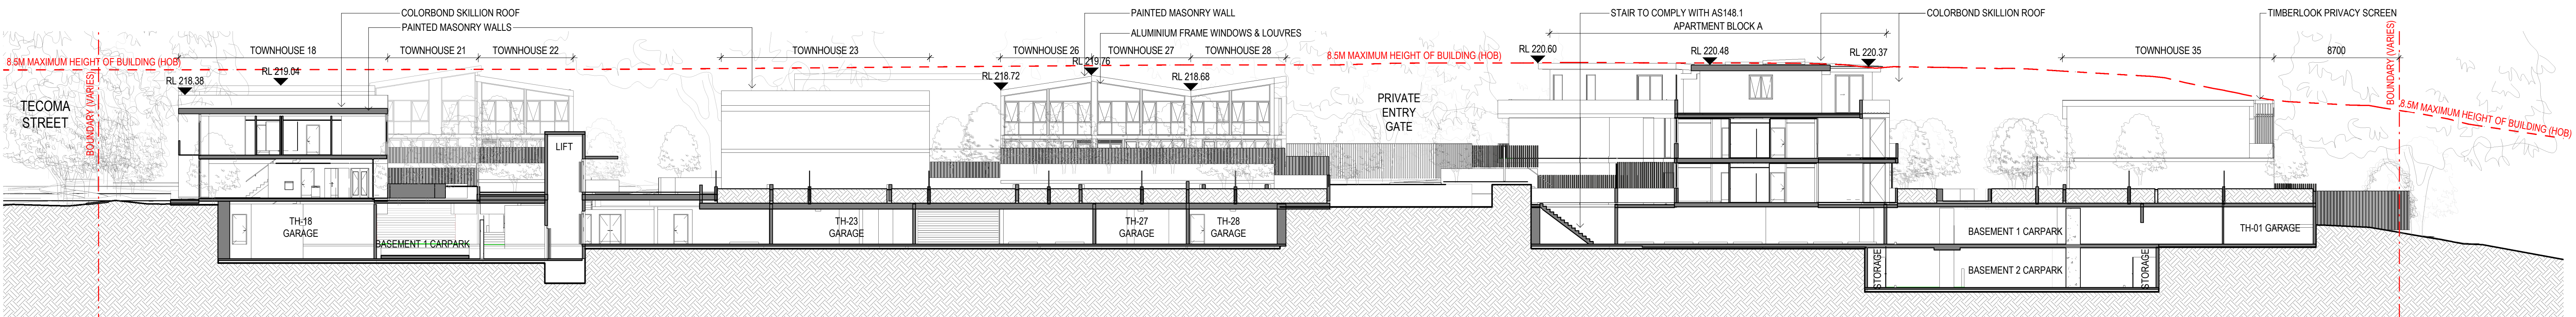 COLORBOND SKILLION ROOF
PAINTED MASONRY WALLS
PAINTED MASONRY WALL
ALUMINIUM FRAME WINDOWS & LOUVRES
STAIR TO COMPLY WITH AS148.1
APARTMENT BLOCK A
COLORBOND SKILLION ROOF
TIMBERLOOK PRIVACY SCREEN
TOWNHOUSE 18
TOWNHOUSE 21
TOWNHOUSE 22
TOWNHOUSE 23
TOWNHOUSE 26
TOWNHOUSE 27
TOWNHOUSE 28
TOWNHOUSE 35
8700
8.5M MAXIMUM HEIGHT OF BUILDING (HOB)
8.5M MAXIMUM HEIGHT OF BUILDING (HOB)
8.5M MAXIMUM HEIGHT OF BUILDING (HOB)
RL 218.38
RL 219.04
RL 218.72
RL 219.76
RL 218.68
RL 220.60
RL 220.48
RL 220.37
BOUNDARY (VARIES)
BOUNDARY (VARIES)
TECOMA
STREET
PRIVATE
ENTRY
GATE
LIFT
TH-18
GARAGE
BASEMENT 1 CARPARK
TH-23
GARAGE
TH-27
GARAGE
TH-28
GARAGE
BASEMENT 1 CARPARK
TH-01 GARAGE
STORAGE
BASEMENT 2 CARPARK
STORAGE